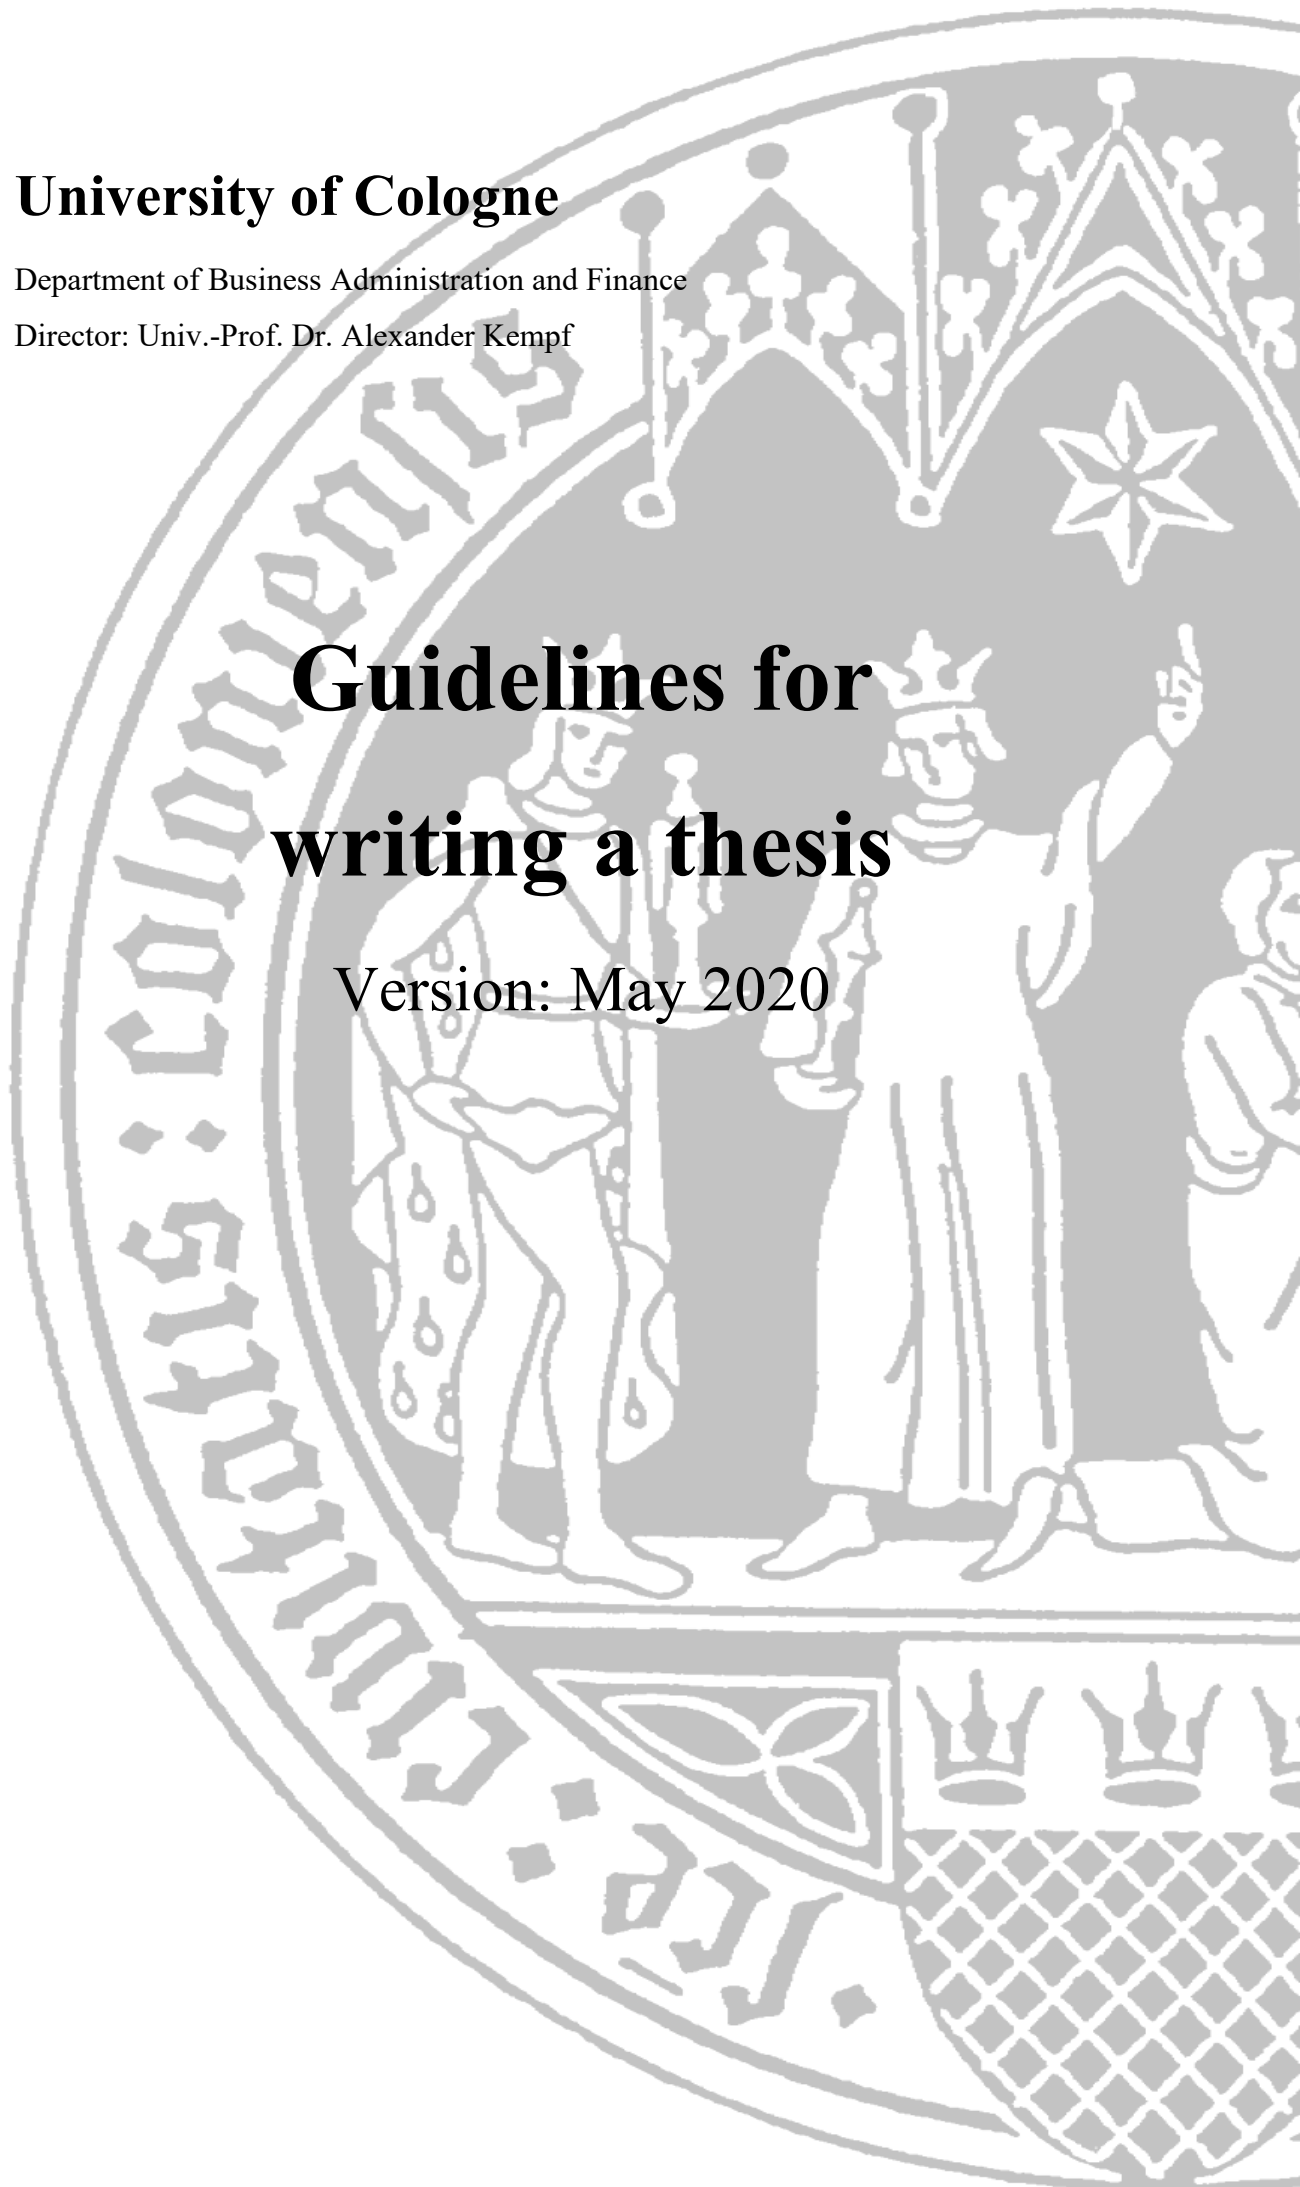 University of Cologne
Department of Business Administration and Finance
Director: Univ.-Prof. Dr. Alexander Kempf
Guidelines for
writing a thesis
Version: May 2020